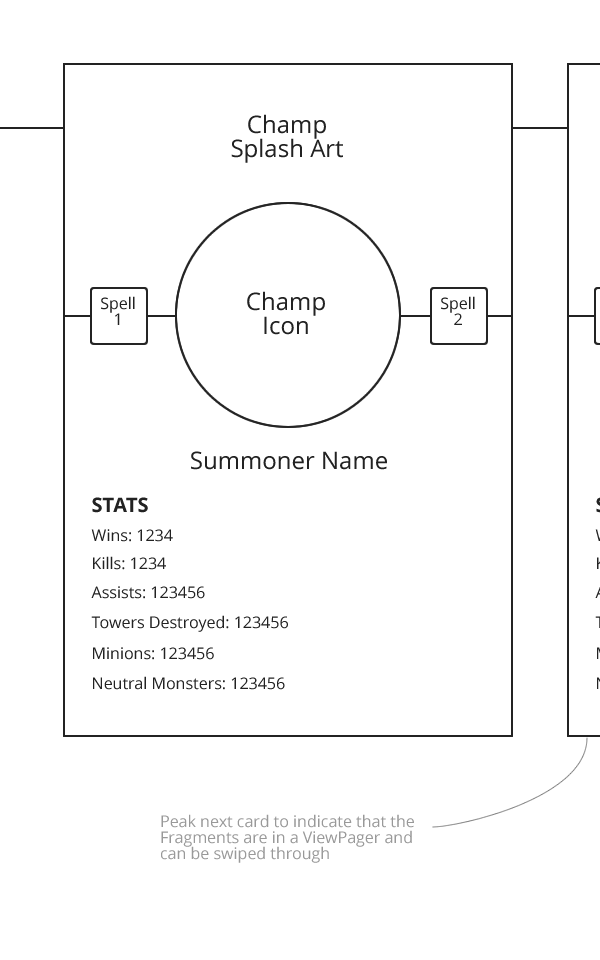 Champ
Splash Art
Spell
1
Champ
Icon
Spell
2
Summoner Name
STATS
Wins: 1234
Kills: 1234
Assists: 123456
Towers Destroyed: 123456
Minions: 123456
Neutral Monsters: 123456
Peak next card to indicate that the
Fragments are in a ViewPager and
can be swiped through